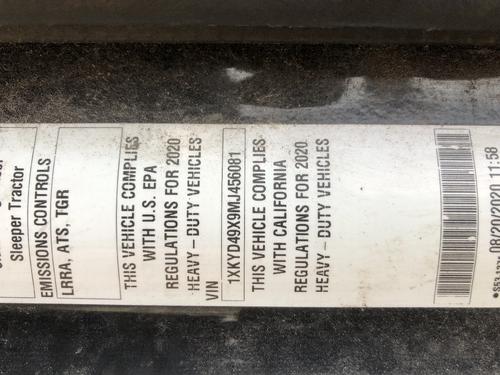 Sleeper Tractor
EMISSIONS CONTROLS
LRRA, ATS, TGR
THIS VEHICLE COMPLIES
WITH U.S. EPA
REGULATIONS FOR 2020
HEAVY - DUTY VEHICLES
VIN
1XKYD49X9MJ456081
THIS VEHICLE COMPLIES
WITH CALIFORNIA
REGULATIONS FOR 2020
HEAVY - DUTY VEHICLES
08/20/2020 11:58